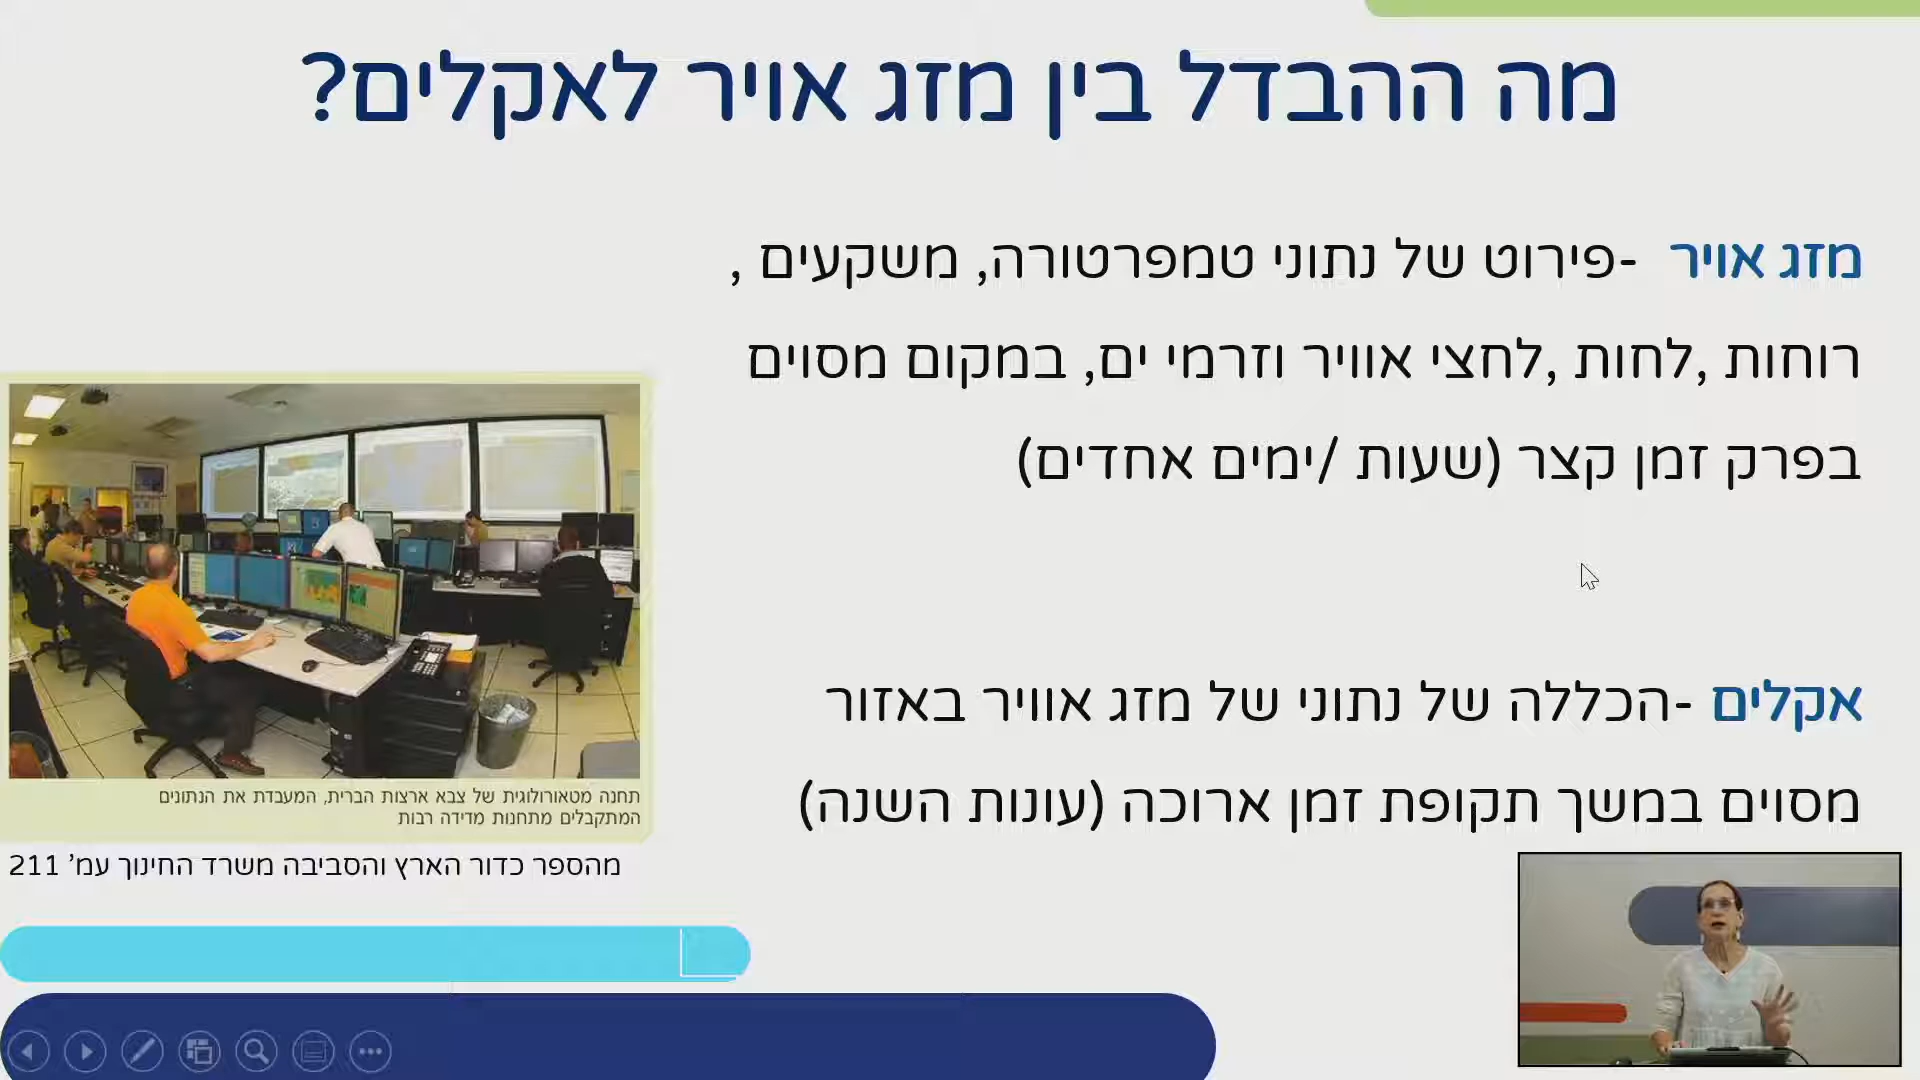 מה ההבדל בין מזג אויר לאקלים?
מזג אויר -פירוט של נתוני טמפרטורה, משקעים ,
רוחות ,לחות ,לחצי אוויר וזרמי ים, במקום מסוים
בפרק זמן קצר (שעות /ימים אחדים)
אקלים -הכללה של נתוני של מזג אוויר באזור
מסוים במשך תקופת זמן ארוכה (עונות השנה)
תחנה מטאורולוגית של צבא ארצות הברית, המעבדת את הנתונים
המתקבלים מתחנות מדידה רבות
מהספר כדור הארץ והסביבה משרד החינוך עמ' 211